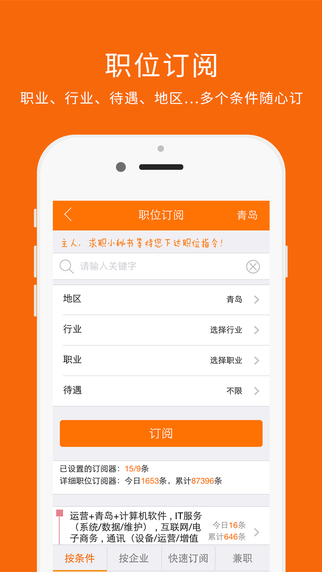 职位订阅
职业、行业、待遇、地区...多个条件随心订
职位订阅
青岛
主人，求职小秘书等待您下达职位指令！
请输入关键字
地区 青岛
行业 选择行业
职业 选择职业
待遇 不限
订阅
已设置的订阅器：15/9条
详细职位订阅器：今日1653条，累计87396条
运营+青岛+计算机软件，IT服务
（系统/数据/维护），互联网/电
子商务，通讯（设备/运营/增值
今日16条
累计646条
按条件 按企业 快速订阅 兼职